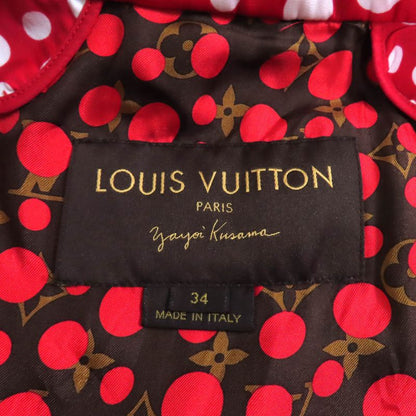 LOUIS VUITTON
PARIS
Yayoi Kusama
34
MADE IN ITALY